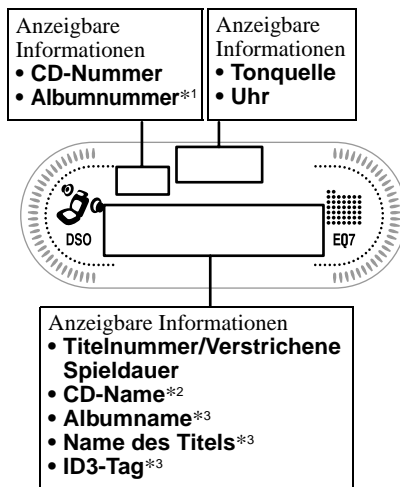 Anzeigbare
Informationen
• CD-Nummer
• Albumnummer*1
Anzeigbare
Informationen
• Tonquelle
• Uhr
DSO
EQ7
Anzeigbare Informationen
• Titelnummer/Verstrichene
Spieldauer
• CD-Name*2
• Albumname*3
• Name des Titels*3
• ID3-Tag*3